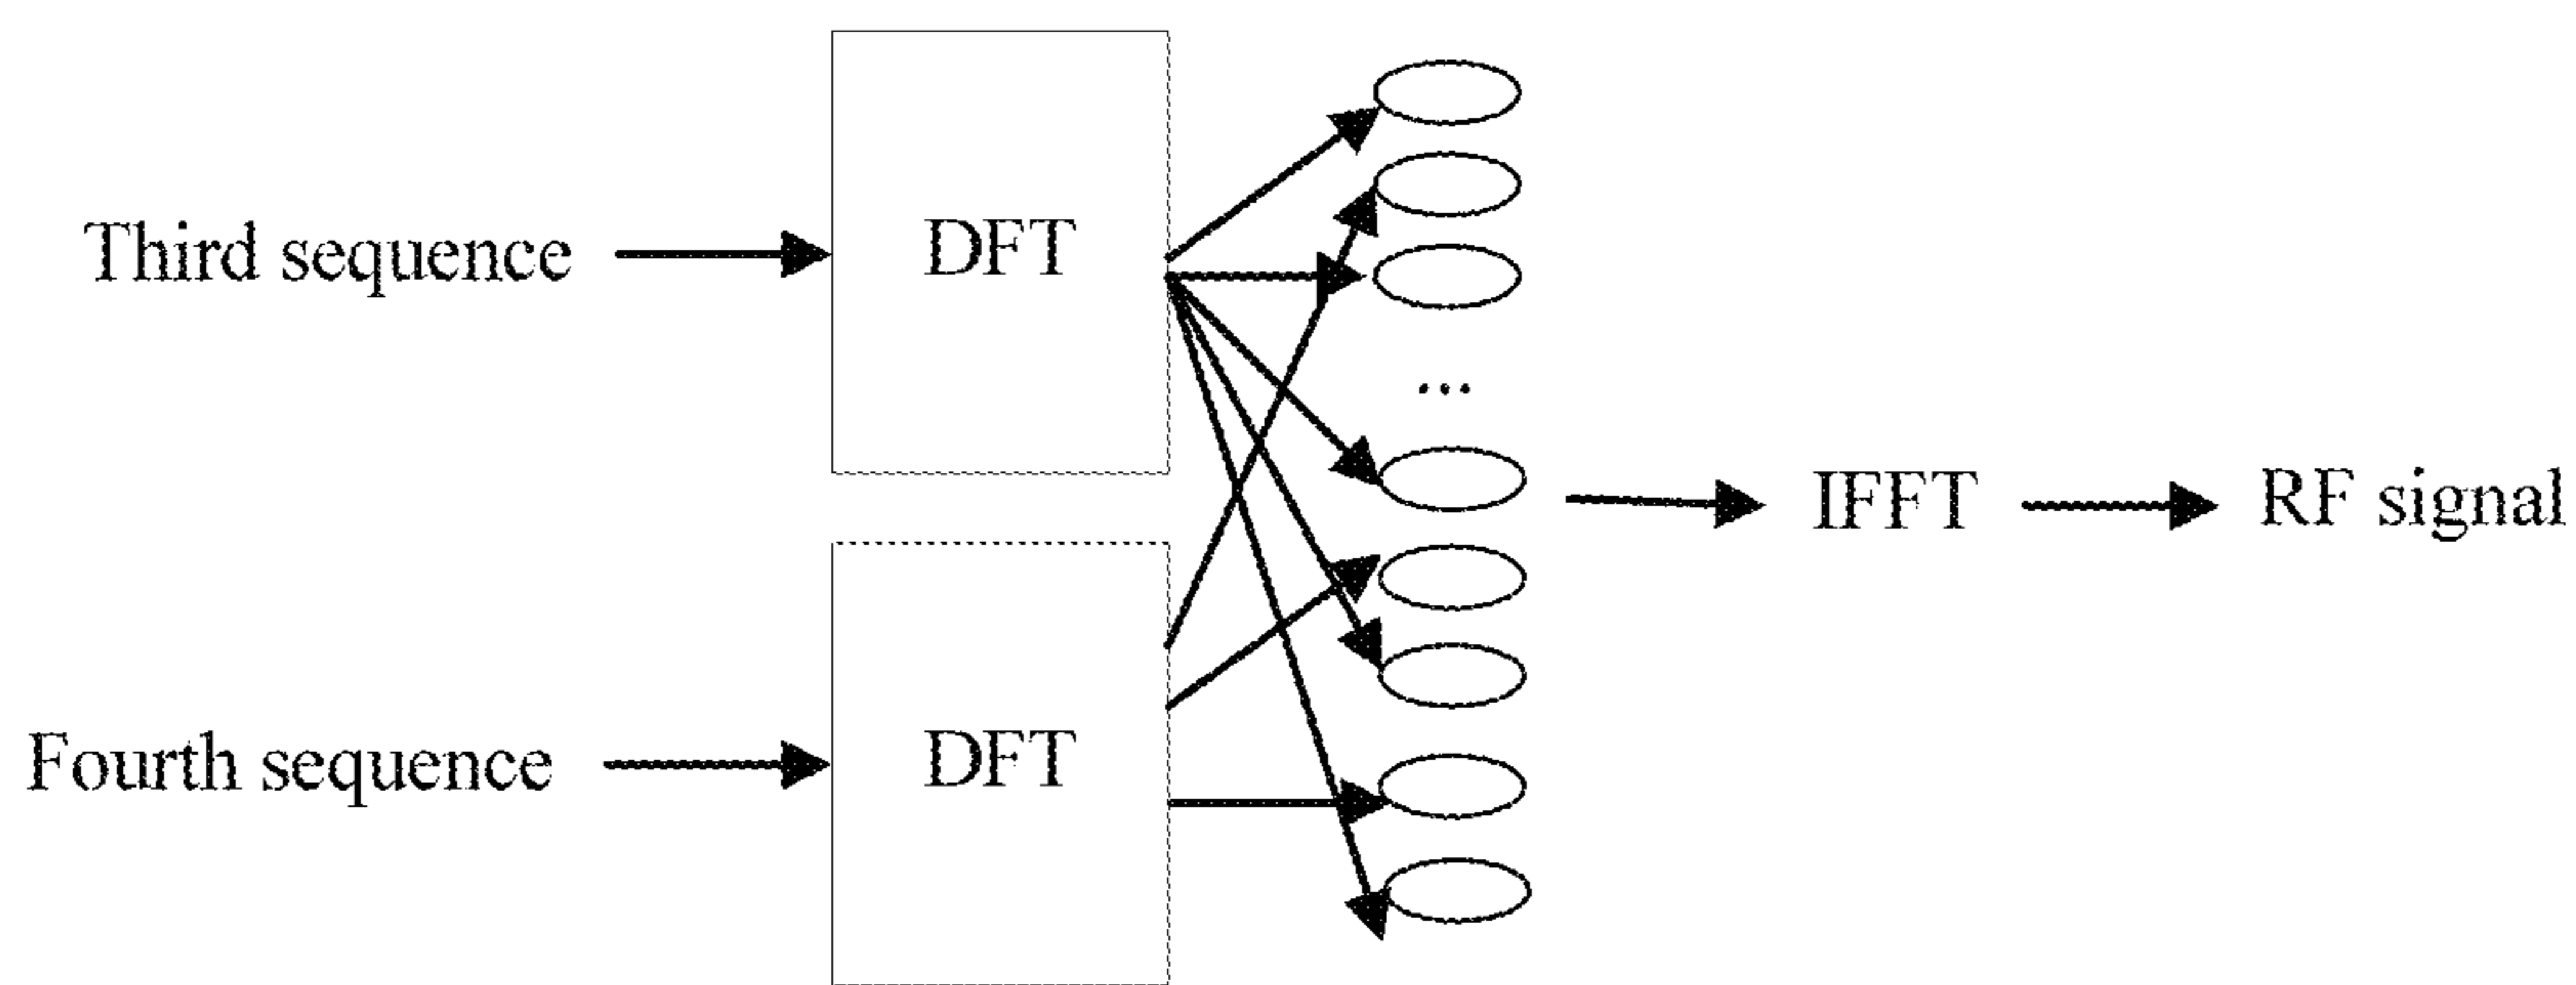 Third sequence
DFT
...
IFFT
RF signal
Fourth sequence
DFT